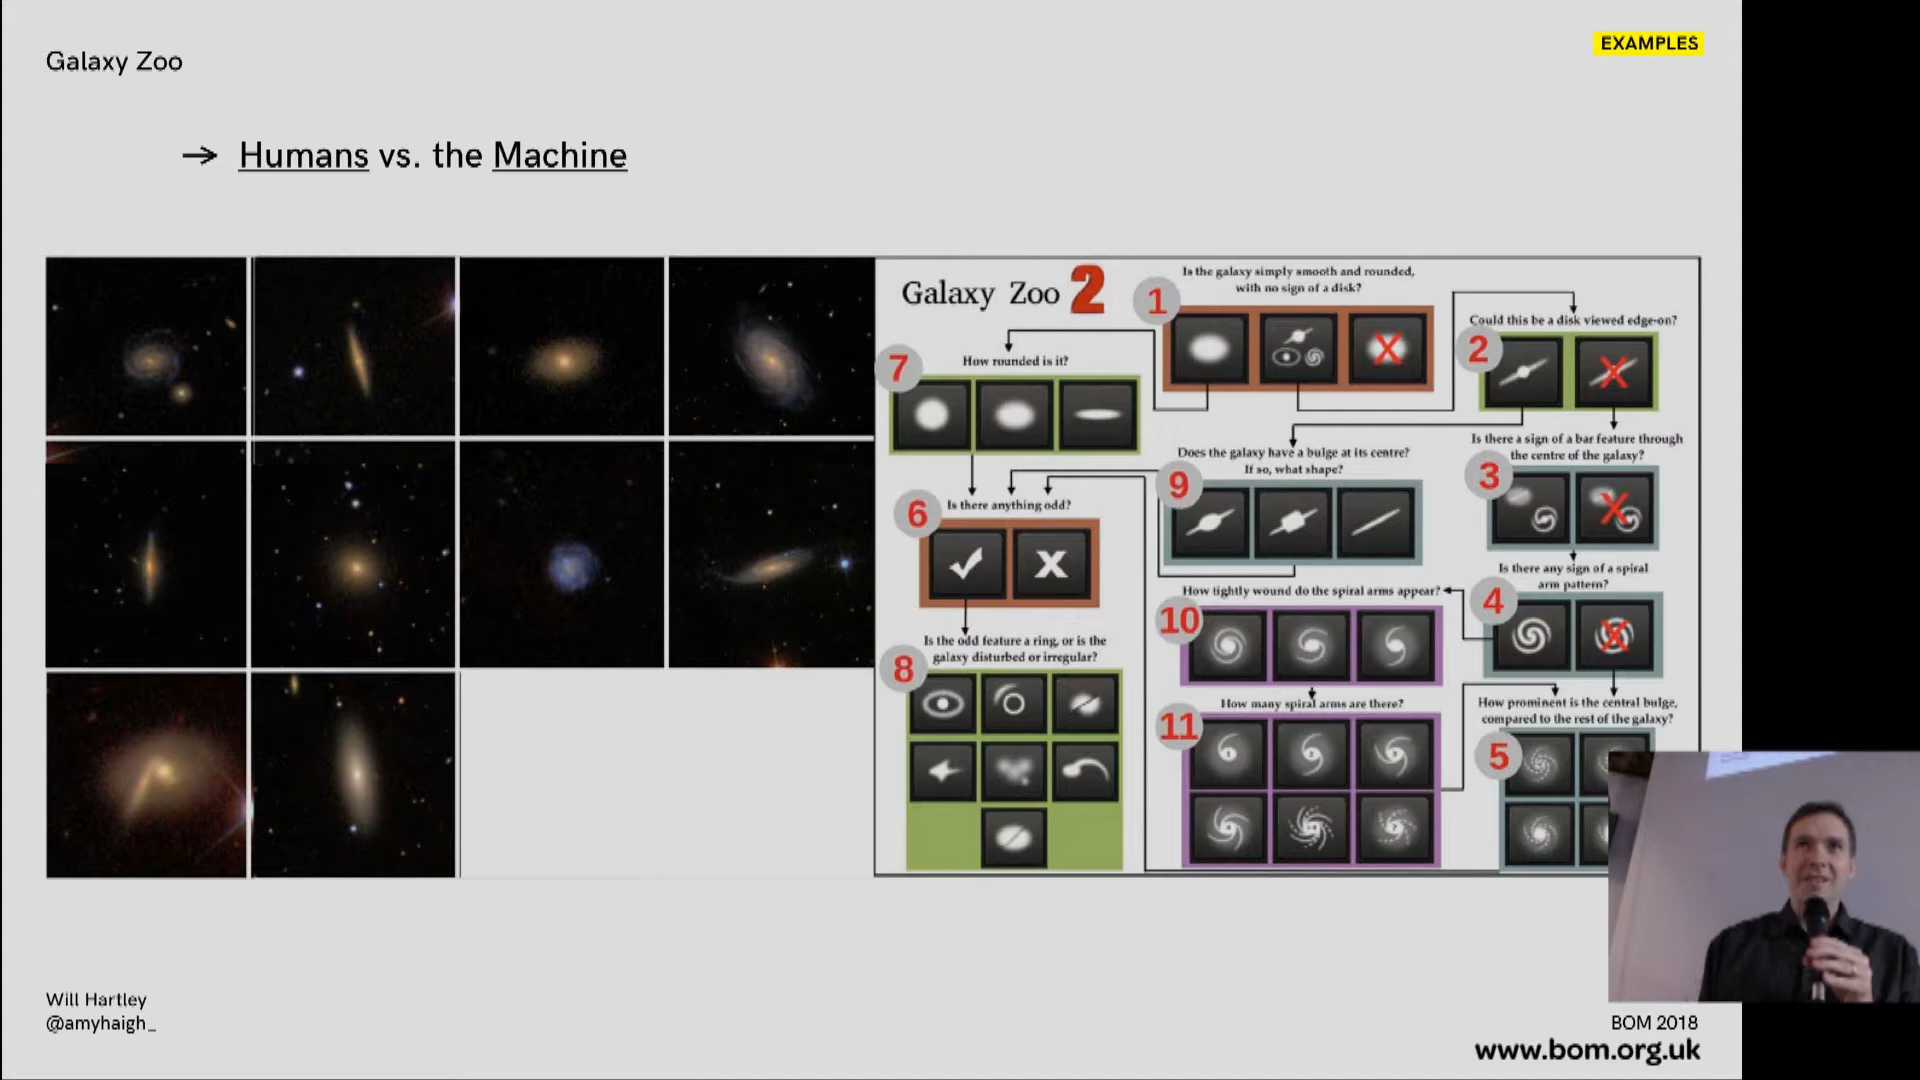 Galaxy Zoo
EXAMPLES
→ Humans vs. the Machine
Galaxy Zoo 2
1
Is the galaxy simply smooth and rounded,
with no sign of a disk?
2
Could this be a disk viewed edge-on?
7
How rounded is it?
3
Is there a sign of a bar feature through
the centre of the galaxy?
9
Does the galaxy have a bulge at its centre?
If so, what shape?
6
Is there anything odd?
4
Is there any sign of a spiral
arm pattern?
10
How tightly wound do the spiral arms appear?
8
Is the odd feature a ring, or is the
galaxy disturbed or irregular?
11
How many spiral arms are there?
5
How prominent is the central bulge,
compared to the rest of the galaxy?
Will Hartley
@amyhaigh_
BOM 2018
www.bom.org.uk